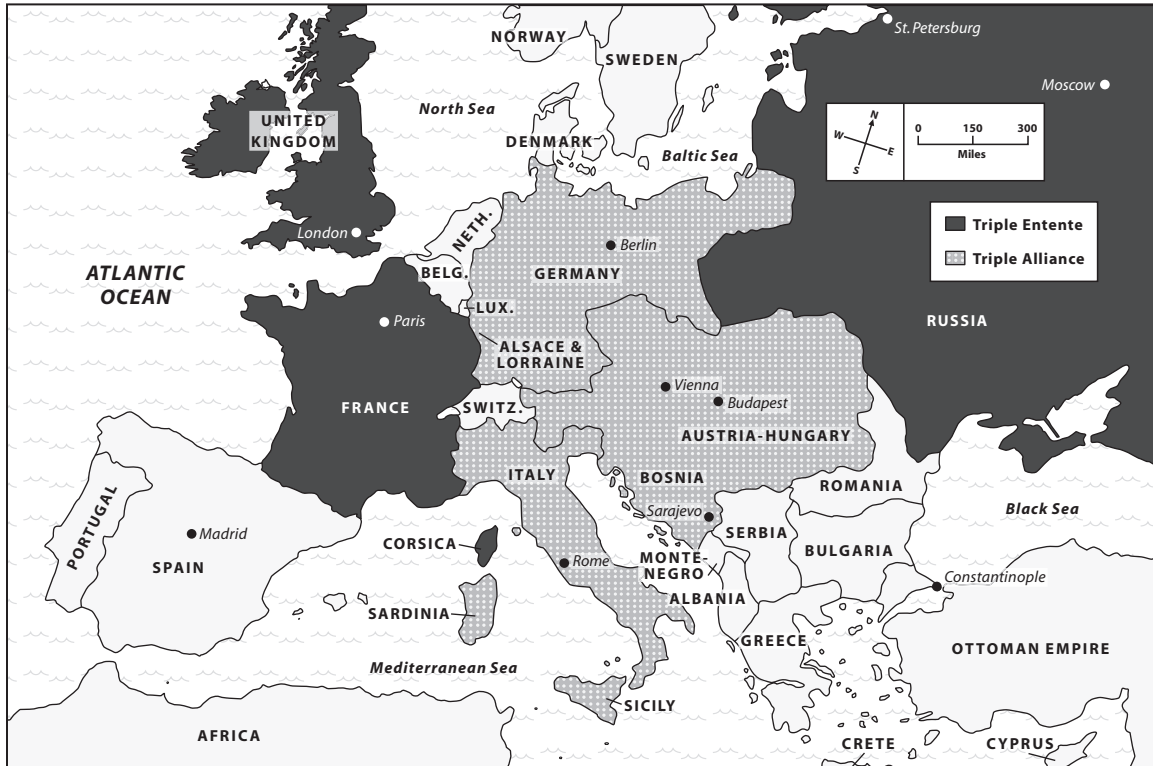 NORWAY
SWEDEN
St. Petersburg
Moscow
North Sea
UNITED
KINGDOM
DENMARK
Baltic Sea
N
W
E
S
0 150 300
Miles
London
NETH.
Berlin
Triple Entente
Triple Alliance
ATLANTIC
OCEAN
BELG.
GERMANY
LUX.
Paris
RUSSIA
ALSACE &
LORRAINE
Vienna
Budapest
FRANCE
SWITZ.
AUSTRIA-HUNGARY
ITALY
BOSNIA
ROMANIA
PORTUGAL
Madrid
Sarajevo
SERBIA
Black Sea
CORSICA
BULGARIA
SPAIN
Rome
MONTE-
NEGRO
Constantinople
SARDINIA
ALBANIA
GREECE
OTTOMAN EMPIRE
Mediterranean Sea
SICILY
AFRICA
CRETE
CYPRUS